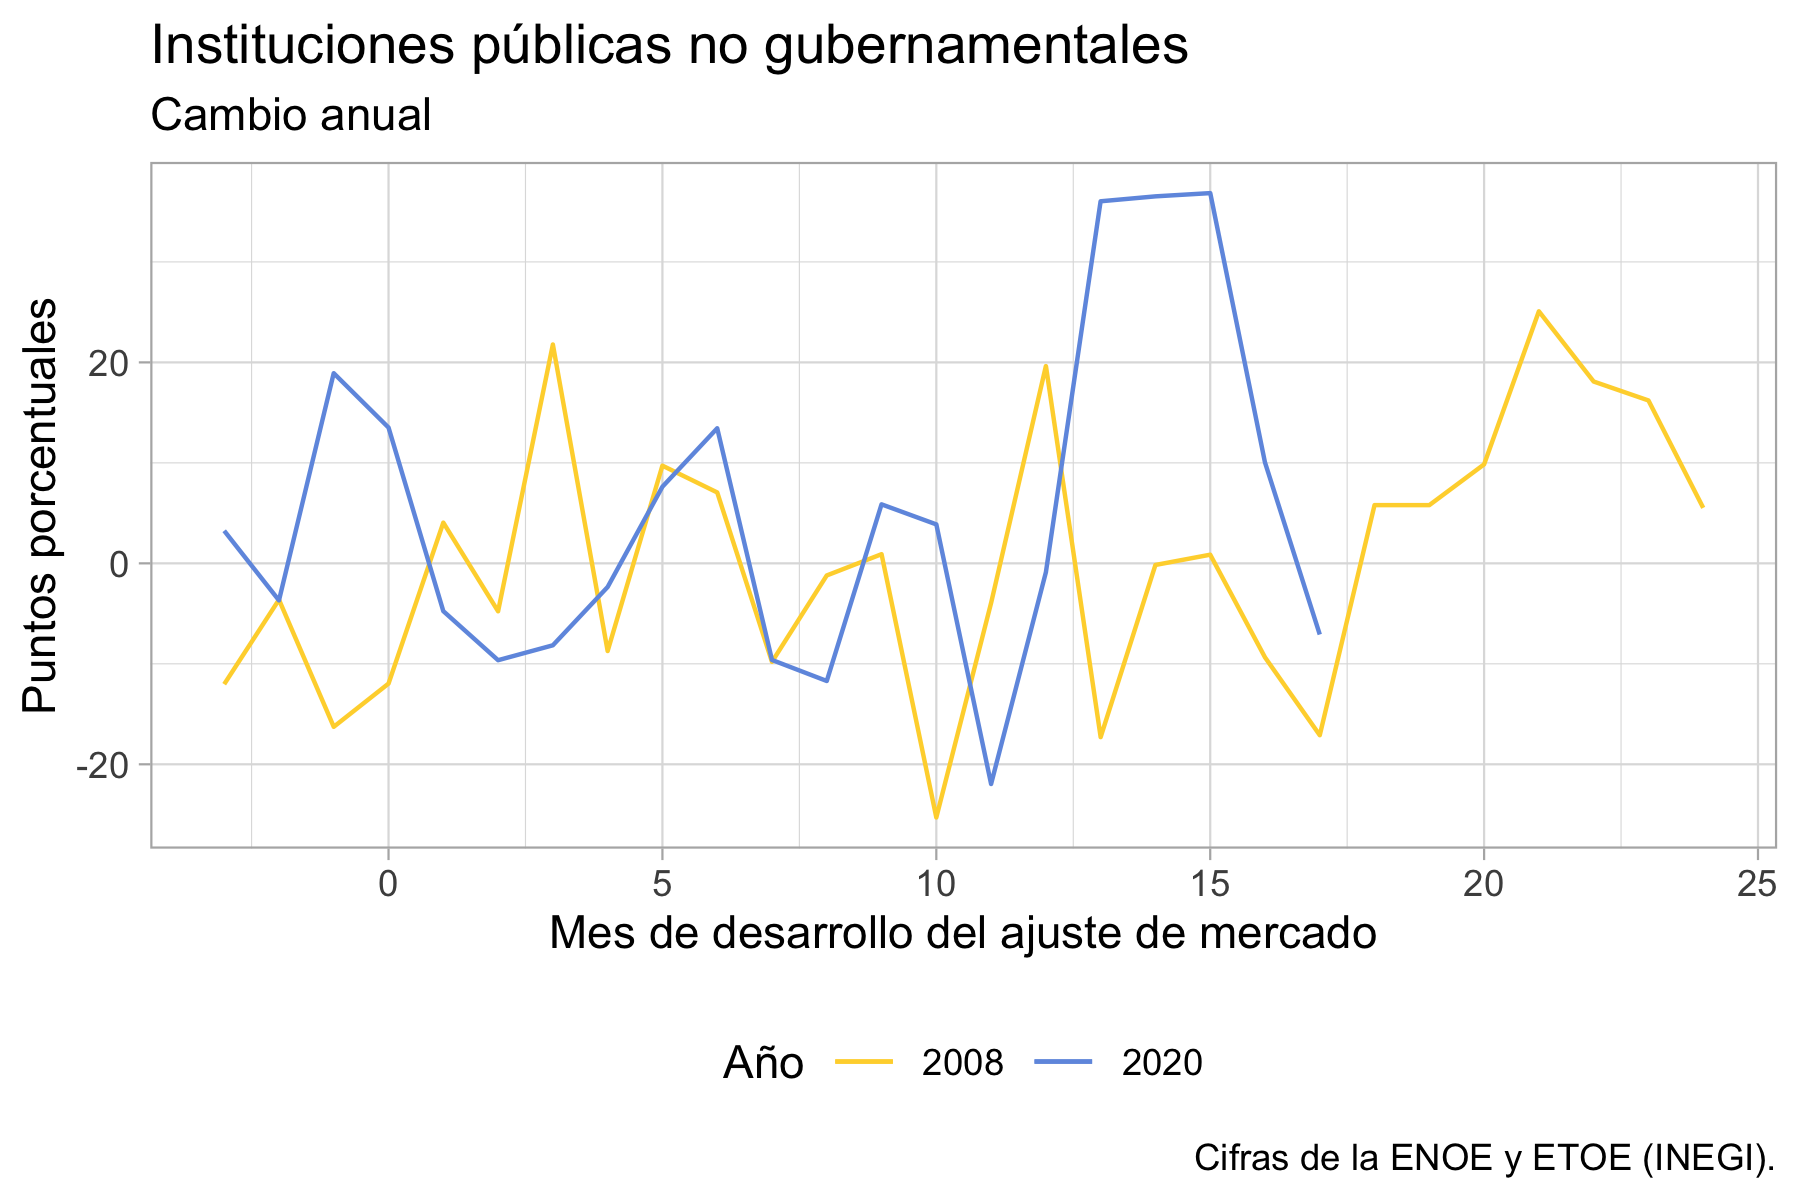 Instituciones públicas no gubernamentales
Cambio anual
Puntos porcentuales
20
0
-20
0 5 10 15 20 25
Mes de desarrollo del ajuste de mercado
Año 2008 2020
Cifras de la ENOE y ETOE (INEGI).